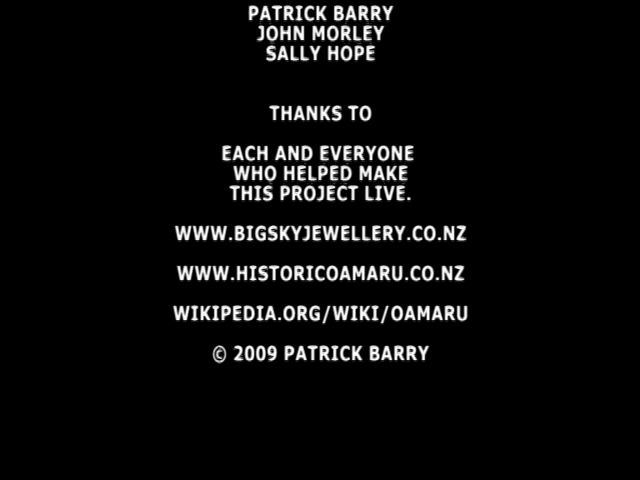 PATRICK BARRY
JOHN MORLEY
SALLY HOPE
THANKS TO
EACH AND EVERYONE
WHO HELPED MAKE
THIS PROJECT LIVE.
WWW.BIGSKYJEWELLERY.CO.NZ
WWW.HISTORICOAMARU.CO.NZ
WIKIPEDIA.ORG/WIKI/OAMARU
© 2009 PATRICK BARRY